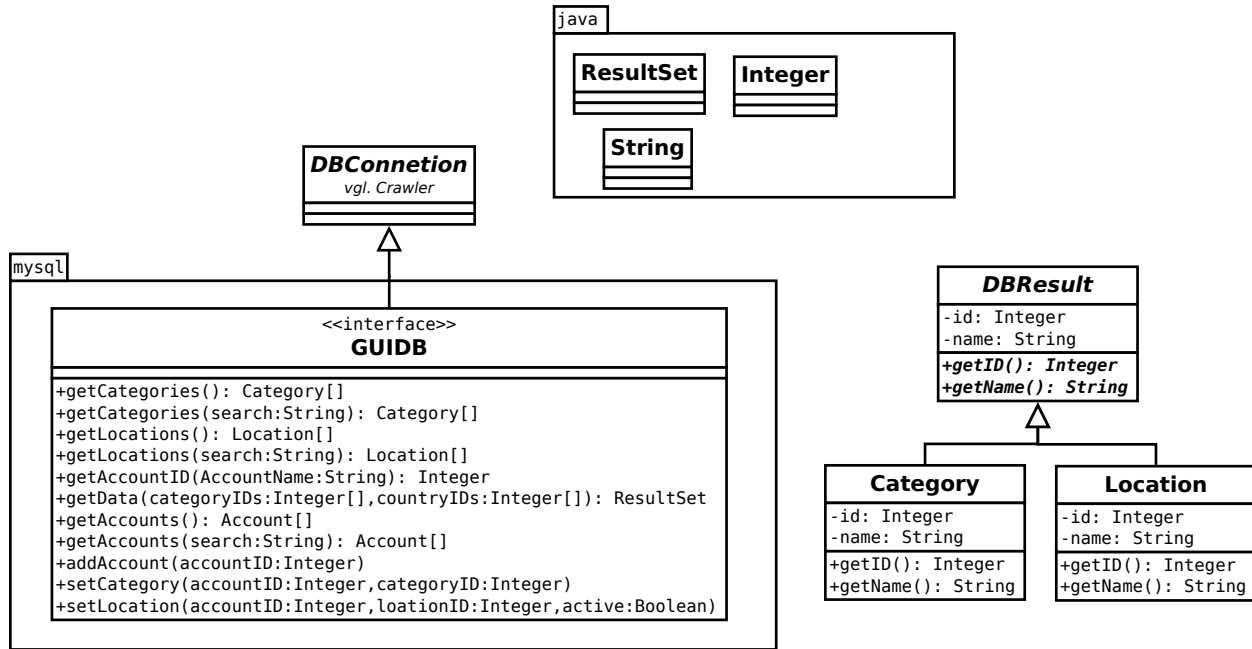 java
ResultSet
Integer
String
DBConnetion
vgl. Crawler
mysql
<<interface>>
GUIDB
+getCategories(): Category[]
+getCategories(search:String): Category[]
+getLocations(): Location[]
+getLocations(search:String): Location[]
+getAccountID(AccountName:String): Integer
+getData(categoryIDs:Integer[],countryIDs:Integer[]): ResultSet
+getAccounts(): Account[]
+getAccounts(search:String): Account[]
+addAccount(accountID:Integer)
+setCategory(accountID:Integer,categoryID:Integer)
+setLocation(accountID:Integer,loationID:Integer,active:Boolean)
DBResult
-id: Integer
-name: String
+getID(): Integer
+getName(): String
Category
-id: Integer
-name: String
+getID(): Integer
+getName(): String
Location
-id: Integer
-name: String
+getID(): Integer
+getName(): String